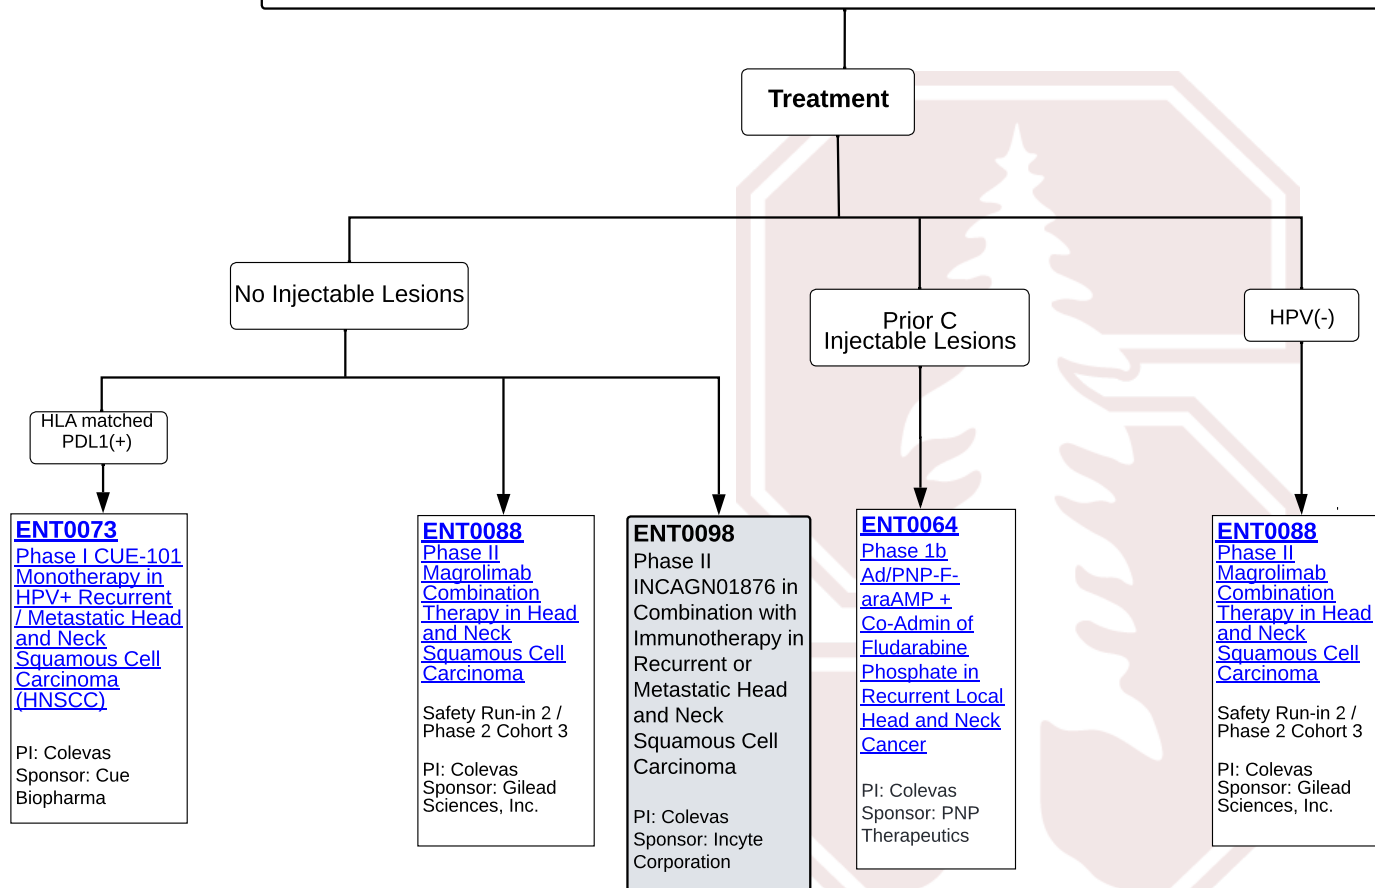 Treatment
No Injectable Lesions
Prior C
Injectable Lesions
HPV(-)
HLA matched
PDL1(+)
ENT0073
Phase I CUE-101
Monotherapy in
HPV+ Recurrent
/ Metastatic Head
and Neck
Squamous Cell
Carcinoma
(HNSCC)
PI: Colevas
Sponsor: Cue
Biopharma
ENT0088
Phase II
Magrolimab
Combination
Therapy in Head
and Neck
Squamous Cell
Carcinoma
Safety Run-in 2 /
Phase 2 Cohort 3
PI: Colevas
Sponsor: Gilead
Sciences, Inc.
ENT0098
Phase II
INCAGN01876 in
Combination with
Immunotherapy in
Recurrent or
Metastatic Head
and Neck
Squamous Cell
Carcinoma
PI: Colevas
Sponsor: Incyte
Corporation
ENT0064
Phase 1b
Ad/PNP-F-
araAMP +
Co-Admin of
Fludarabine
Phosphate in
Recurrent Local
Head and Neck
Cancer
PI: Colevas
Sponsor: PNP
Therapeutics
ENT0088
Phase II
Magrolimab
Combination
Therapy in Head
and Neck
Squamous Cell
Carcinoma
Safety Run-in 2 /
Phase 2 Cohort 3
PI: Colevas
Sponsor: Gilead
Sciences, Inc.